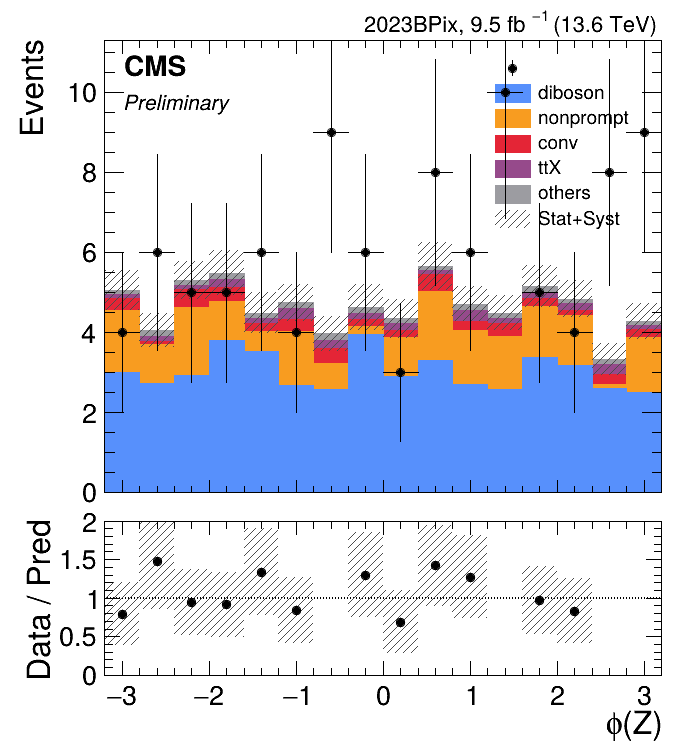 2023BPix, 9.5 fb⁻¹ (13.6 TeV)
CMS
Preliminary
Events
10
8
6
4
2
0
diboson
nonprompt
conv
ttX
others
Stat+Syst
Data / Pred
2
1.5
1
0.5
0
−3 −2 −1 0 1 2 3
ϕ(Z)